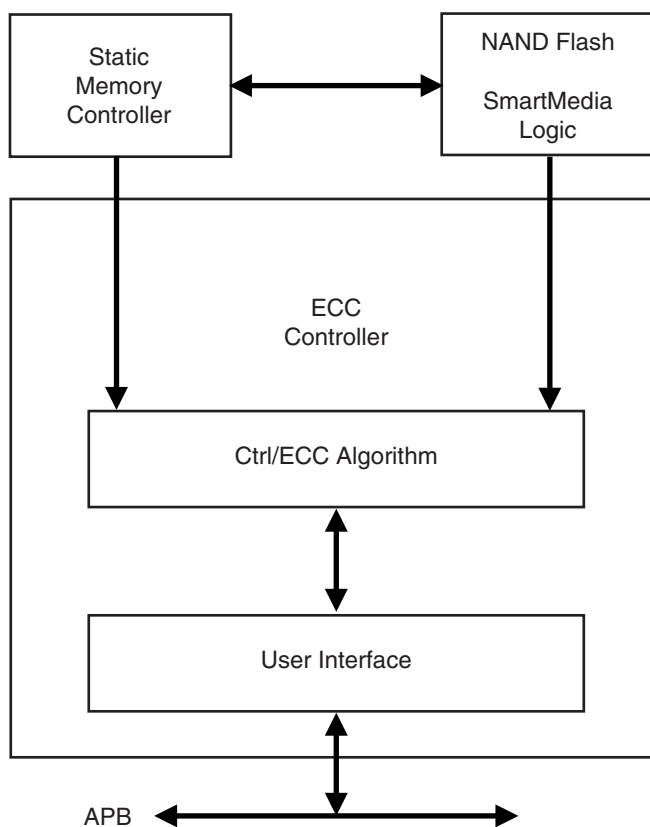 Static
Memory
Controller
NAND Flash
SmartMedia
Logic
ECC
Controller
Ctrl/ECC Algorithm
User Interface
APB